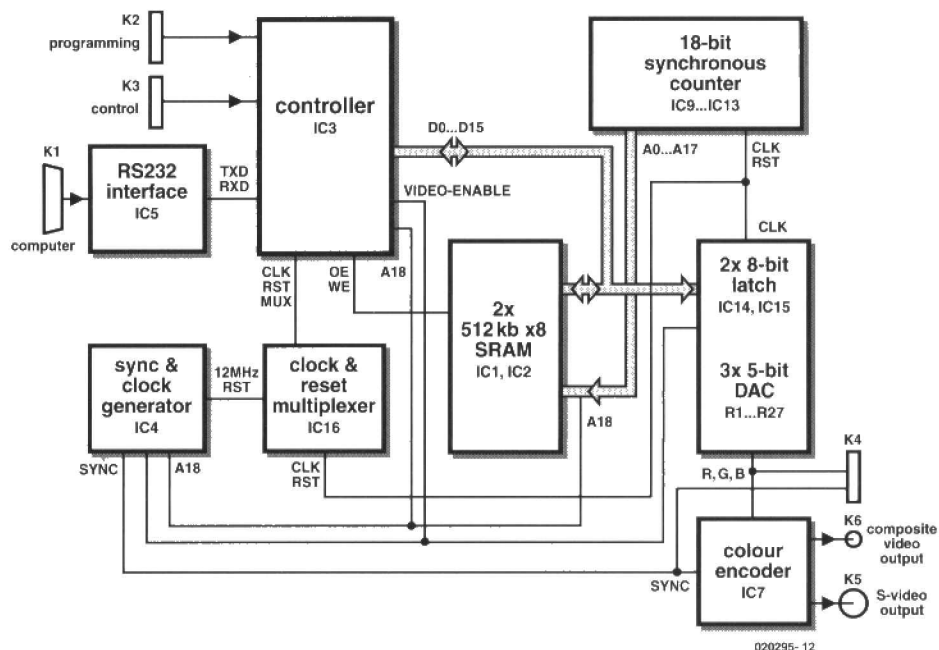 K2
programming
K3
control
K1
computer
RS232
interface
IC5
TXD
RXD
controller
IC3
D0...D15
VIDEO-ENABLE
18-bit
synchronous
counter
IC9...IC13
A0...A17
CLK
RST
CLK
CLK
RST
MUX
OE
WE
A18
2x
512 kb x8
SRAM
IC1, IC2
2x 8-bit
latch
IC14, IC15
3x 5-bit
DAC
R1...R27
sync &
clock
generator
IC4
12MHz
RST
clock &
reset
multiplexer
IC16
A18
SYNC
A18
CLK
RST
R, G, B
K4
colour
encoder
IC7
SYNC
K6
composite
video
output
K5
S-video
output
020295- 12